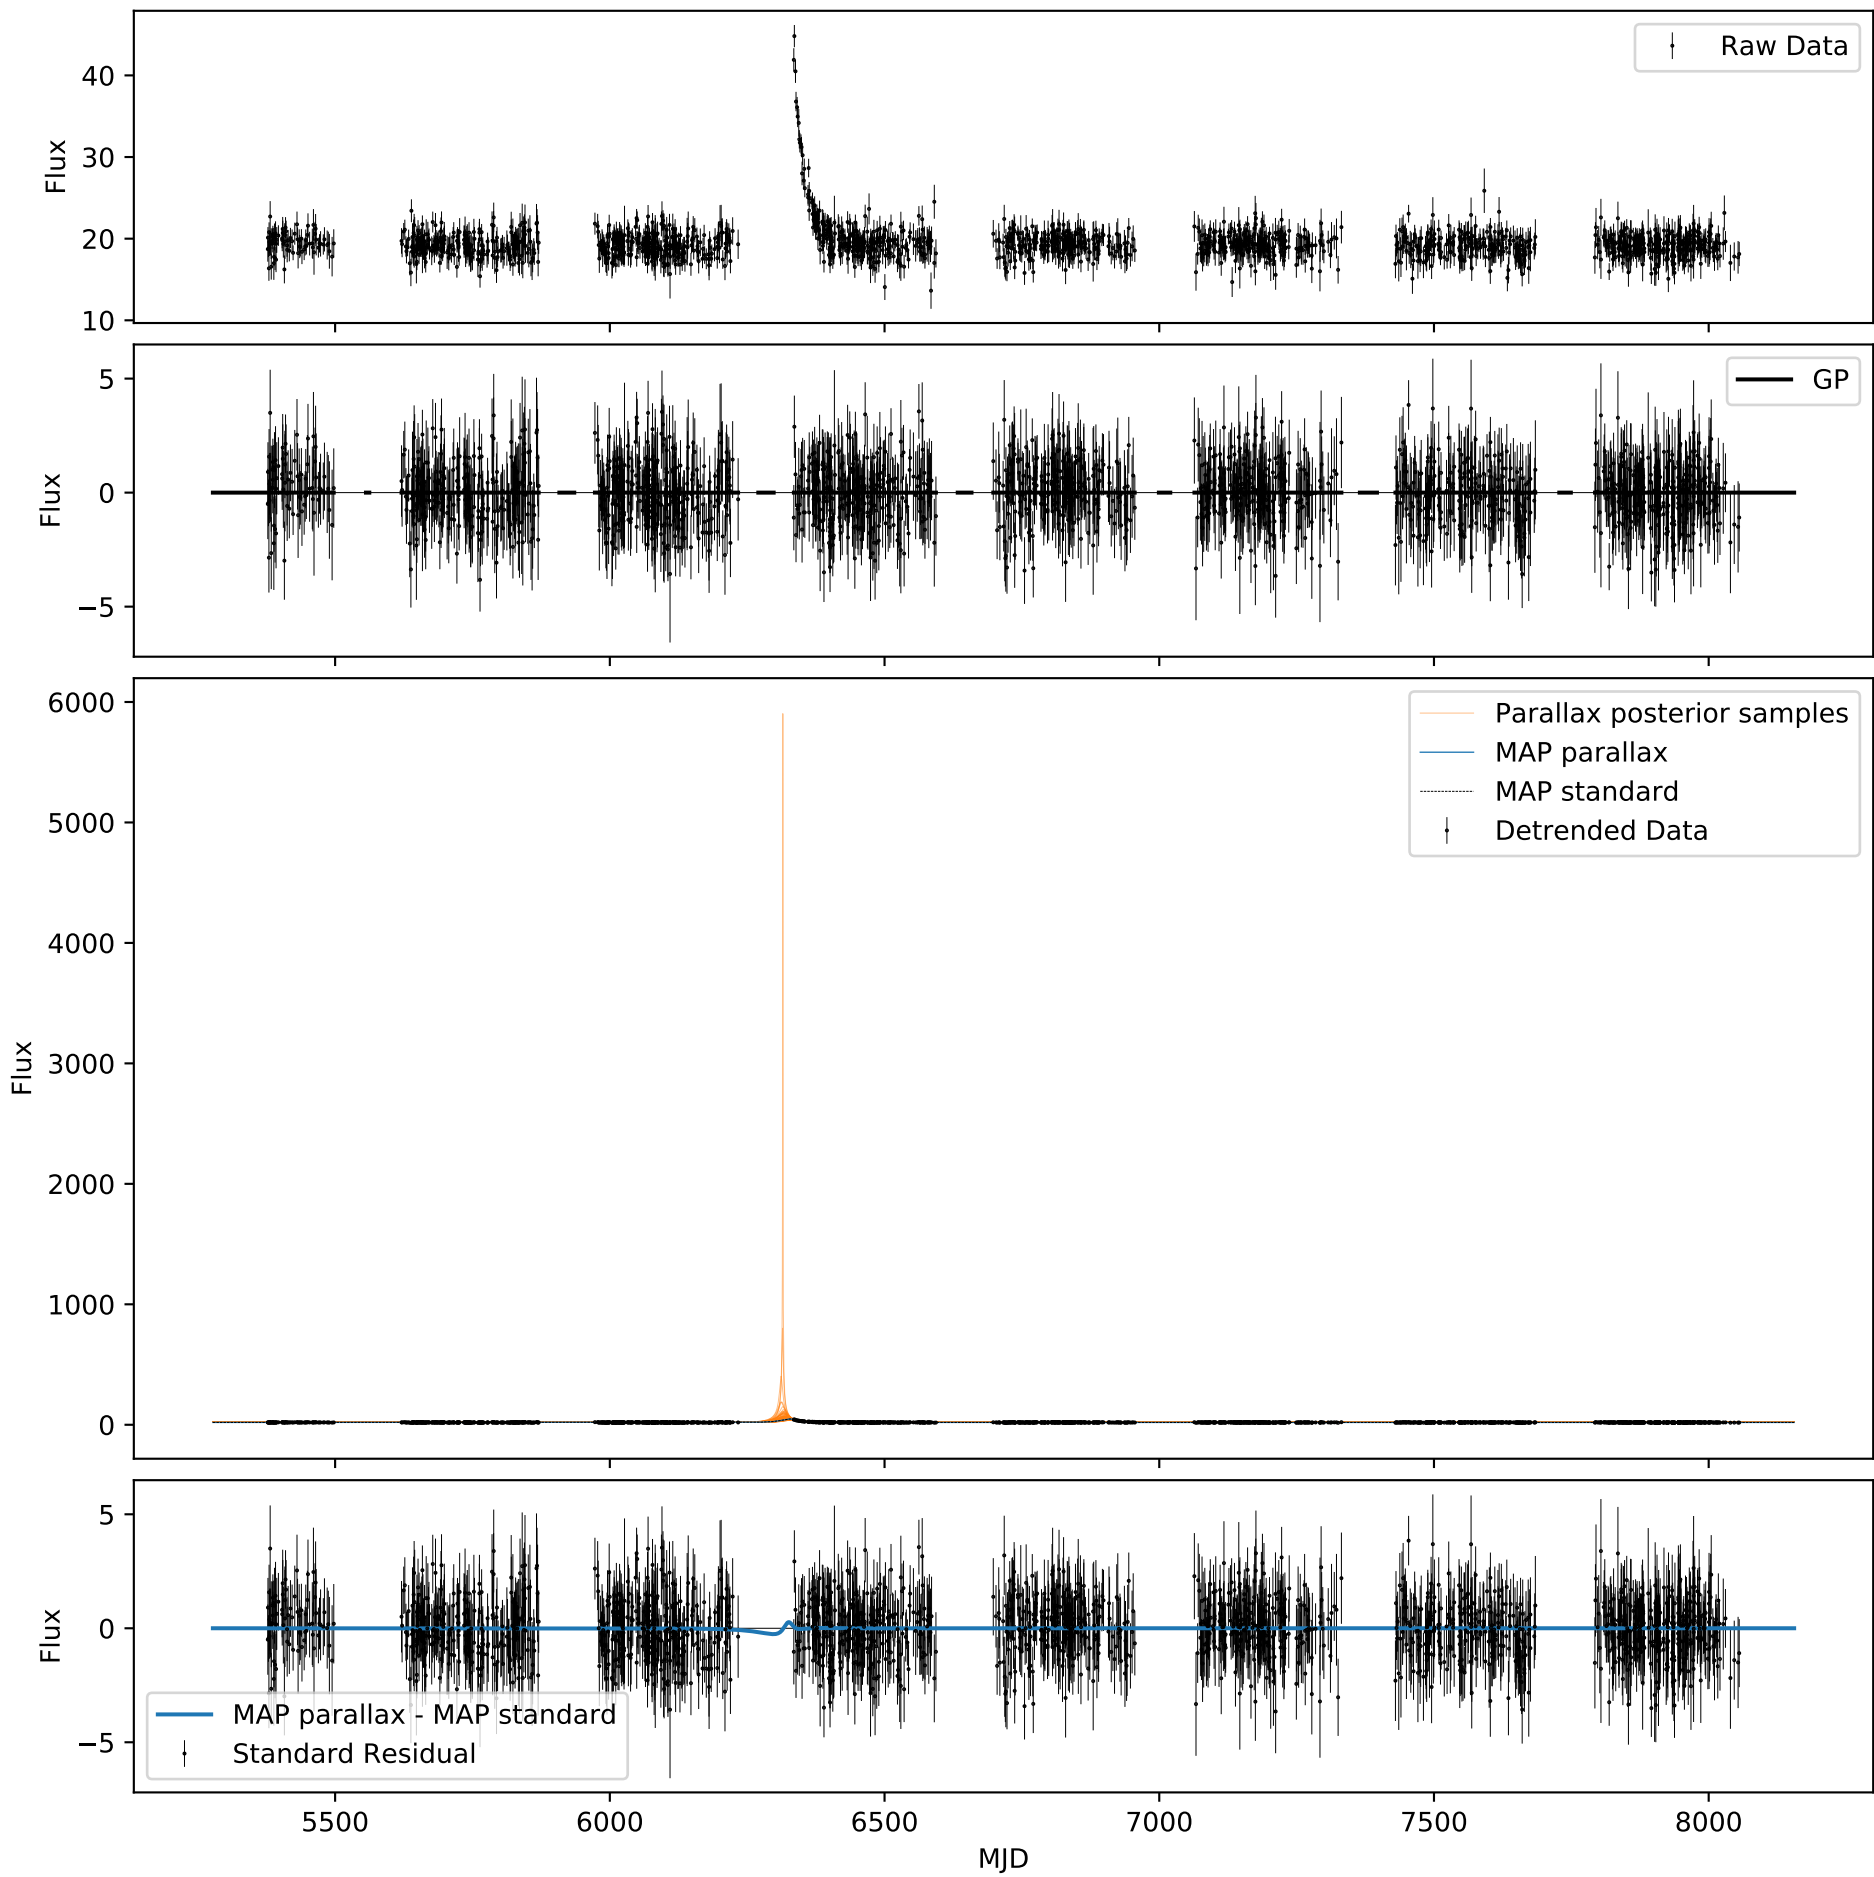 Flux
40
30
20
10
Raw Data
Flux
5
0
−5
GP
Flux
6000
5000
4000
3000
2000
1000
0
Parallax posterior samples
MAP parallax
MAP standard
Detrended Data
Flux
5
0
−5
MAP parallax - MAP standard
Standard Residual
5500 6000 6500 7000 7500 8000
MJD